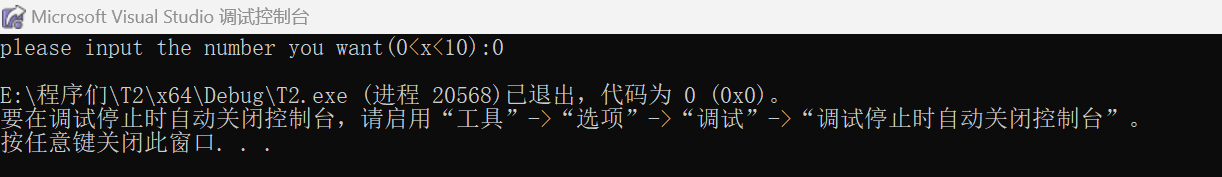 Microsoft Visual Studio 调试控制台
please input the number you want(0<x<10):0
E:\程序们\T2\x64\Debug\T2.exe (进程 20568)已退出，代码为 0 (0x0)。
要在调试停止时自动关闭控制台，请启用“工具”->“选项”->“调试”->“调试停止时自动关闭控制台”。
按任意键关闭此窗口. . .